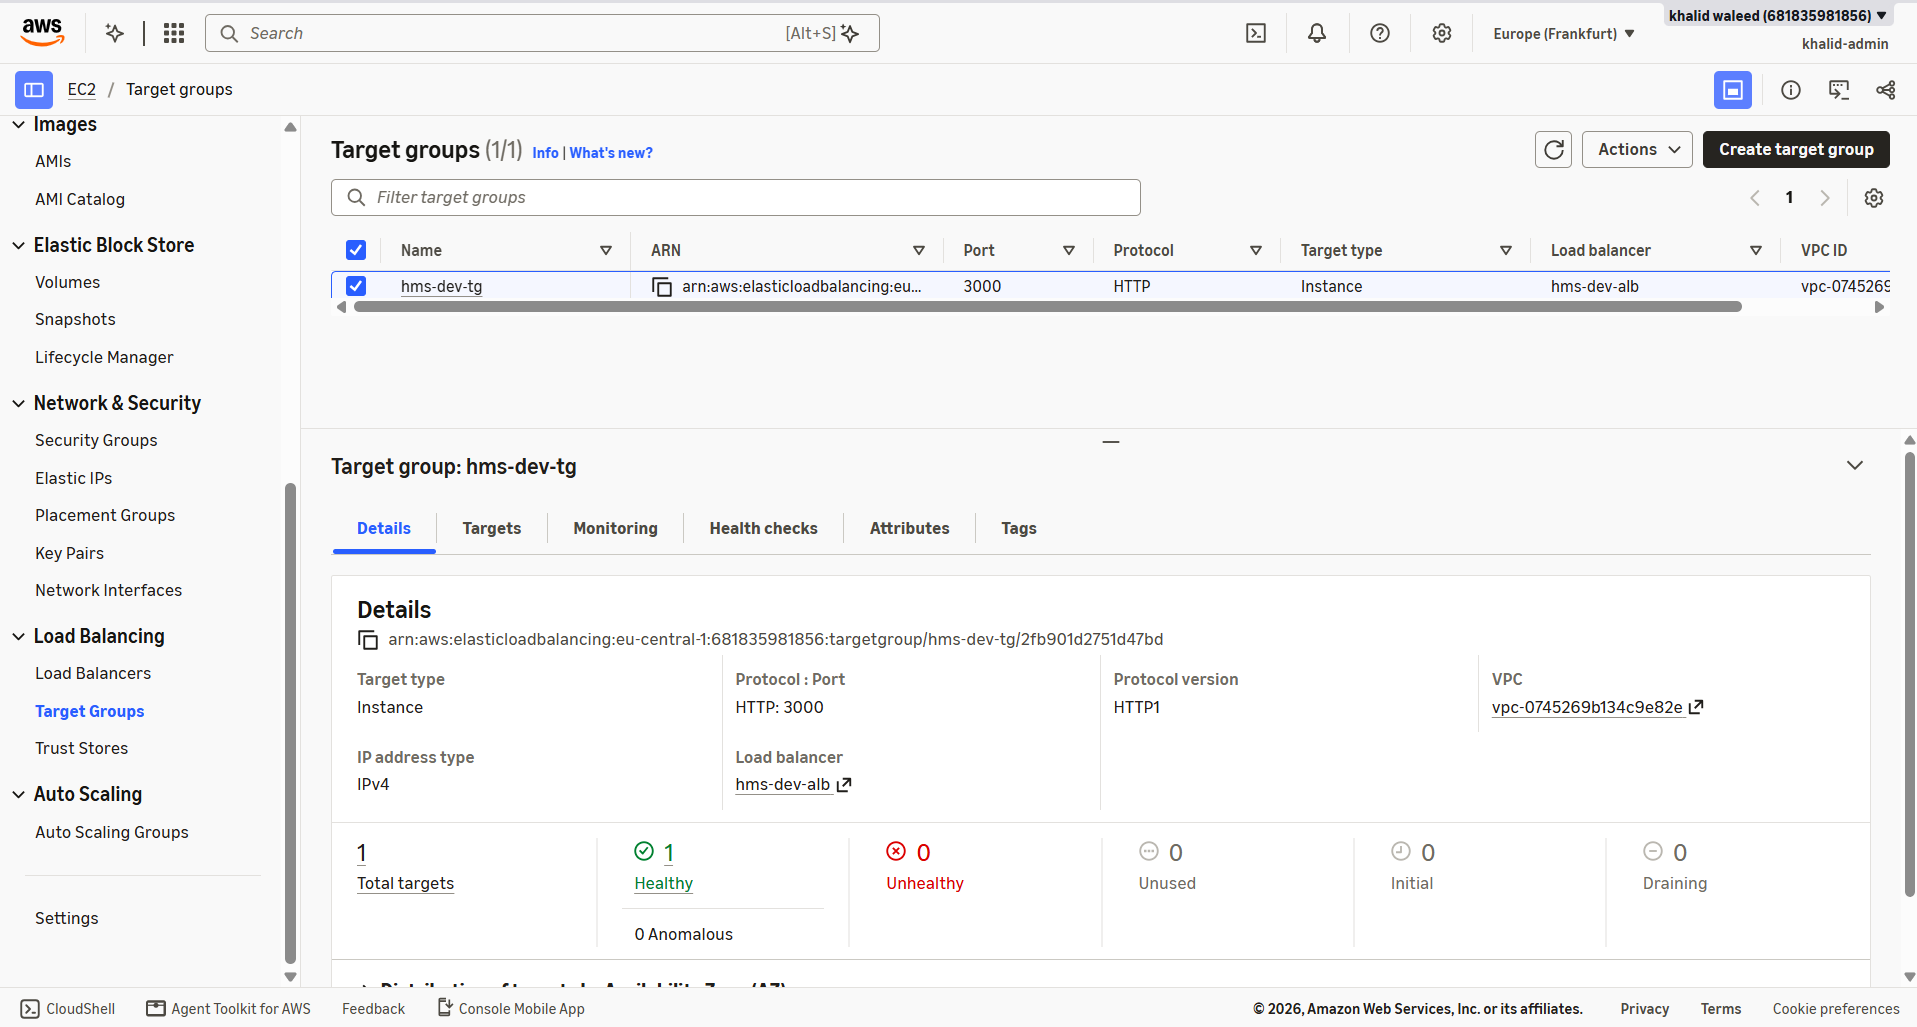 aws
Search [Alt+S]
Europe (Frankfurt) ▼
khalid waleed (681835981856) ▼
khalid-admin
EC2 / Target groups
Images
AMIs
AMI Catalog
Elastic Block Store
Volumes
Snapshots
Lifecycle Manager
Network & Security
Security Groups
Elastic IPs
Placement Groups
Key Pairs
Network Interfaces
Load Balancing
Load Balancers
Target Groups
Trust Stores
Auto Scaling
Auto Scaling Groups
Settings
Target groups (1/1) Info | What's new?
Actions
Create target group
Filter target groups
1
Name ARN Port Protocol Target type Load balancer VPC ID
hms-dev-tg arn:aws:elasticloadbalancing:eu... 3000 HTTP Instance hms-dev-alb vpc-0745269
Target group: hms-dev-tg
Details Targets Monitoring Health checks Attributes Tags
Details
arn:aws:elasticloadbalancing:eu-central-1:681835981856:targetgroup/hms-dev-tg/2fb901d2751d47bd
Target type Protocol : Port Protocol version VPC
Instance HTTP: 3000 HTTP1 vpc-0745269b134c9e82e
IP address type Load balancer
IPv4 hms-dev-alb
1 1 0 0 0 0
Total targets Healthy Unhealthy Unused Initial Draining
0 Anomalous
Distribution of targets by Availability Zone (AZ)
CloudShell Agent Toolkit for AWS Feedback Console Mobile App © 2026, Amazon Web Services, Inc. or its affiliates. Privacy Terms Cookie preferences